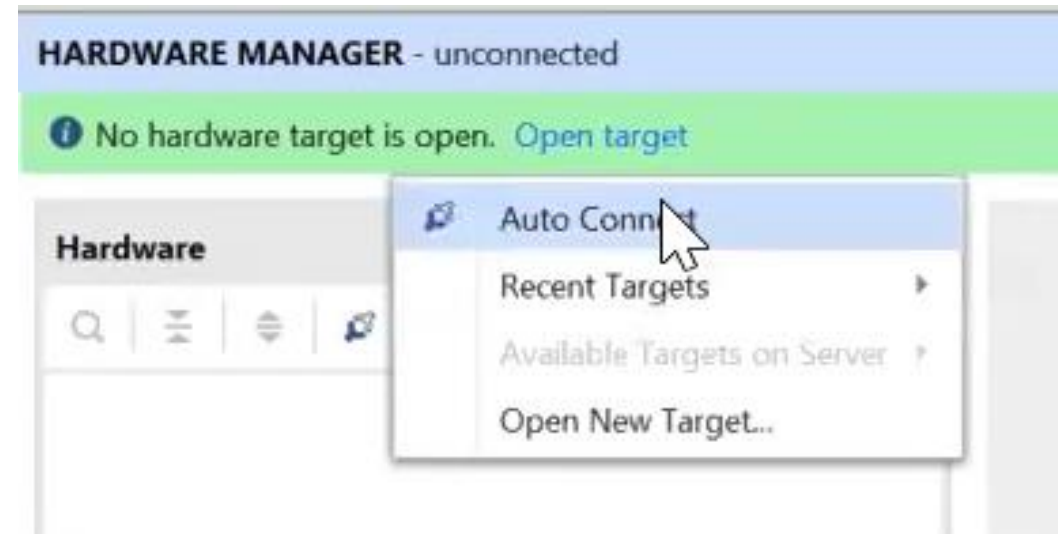 HARDWARE MANAGER - unconnected
No hardware target is open. Open target
Auto Connect
Hardware
Recent Targets
Available Targets on Server
Open New Target...